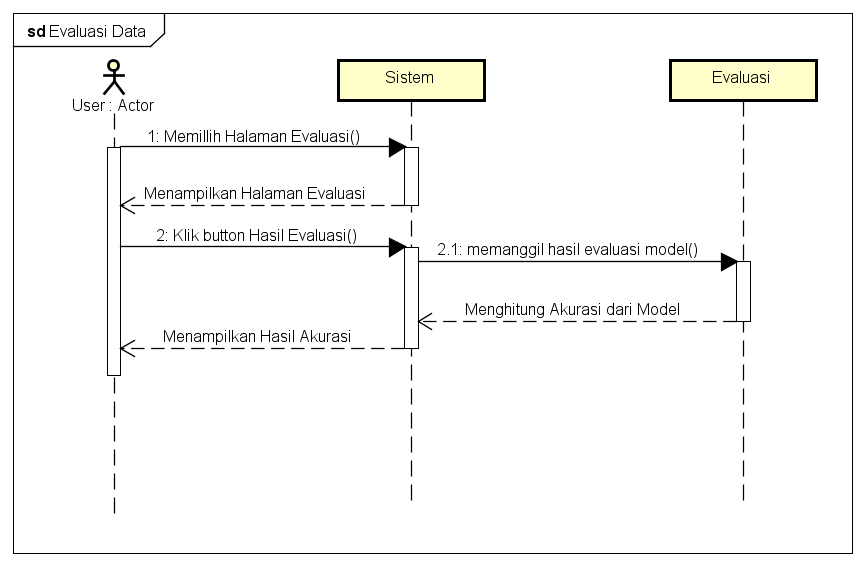 sd Evaluasi Data
User : Actor
Sistem
Evaluasi
1: Memillih Halaman Evaluasi()
Menampilkan Halaman Evaluasi
2: Klik button Hasil Evaluasi()
2.1: memanggil hasil evaluasi model()
Menghitung Akurasi dari Model
Menampilkan Hasil Akurasi